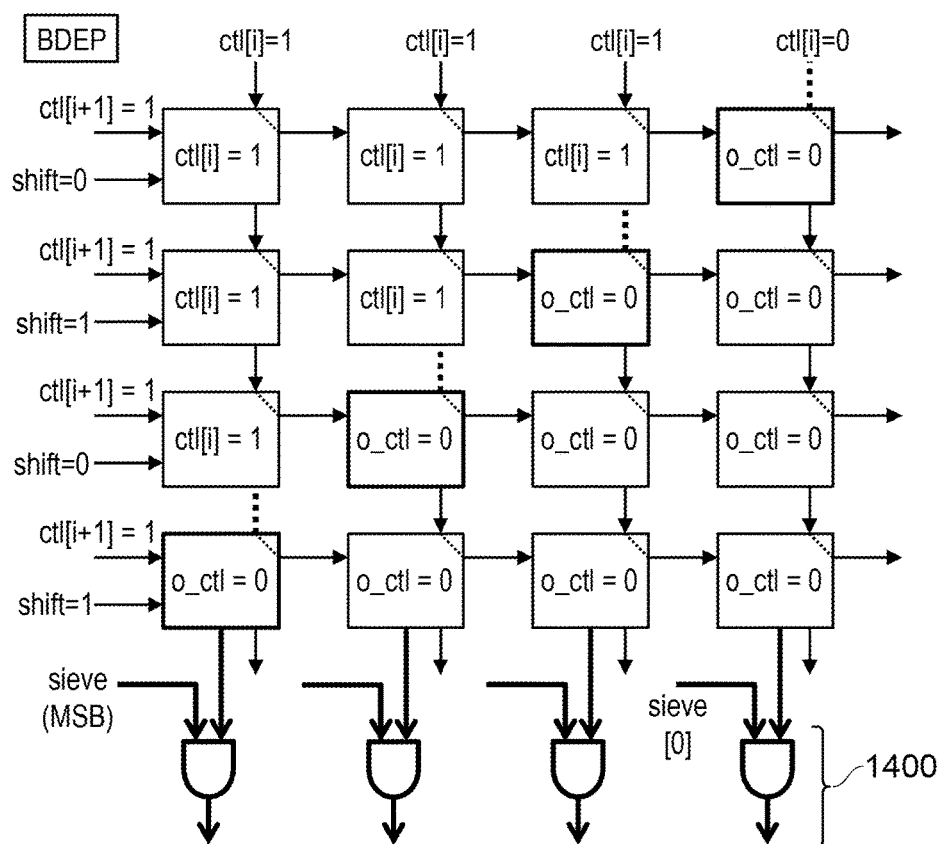 BDEP
ctl[i]=1 ctl[i]=1 ctl[i]=1 ctl[i]=0
ctl[i+1] = 1
ctl[i] = 1 ctl[i] = 1 ctl[i] = 1 o_ctl = 0
shift=0
ctl[i+1] = 1
ctl[i] = 1 ctl[i] = 1 o_ctl = 0 o_ctl = 0
shift=1
ctl[i+1] = 1
ctl[i] = 1 o_ctl = 0 o_ctl = 0 o_ctl = 0
shift=0
ctl[i+1] = 1
o_ctl = 0 o_ctl = 0 o_ctl = 0 o_ctl = 0
shift=1
sieve
(MSB)
sieve
[0]
1400